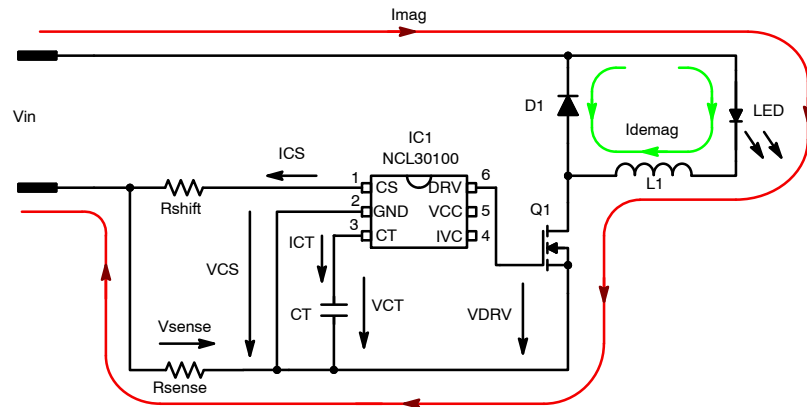 Imag
Vin
D1
LED
Idemag
IC1
NCL30100
ICS
1
6
CS
DRV
L1
Rshift
2
GND
VCC
5
Q1
3
CT
IVC
4
ICT
VCS
CT
VCT
VDRV
Vsense
Rsense